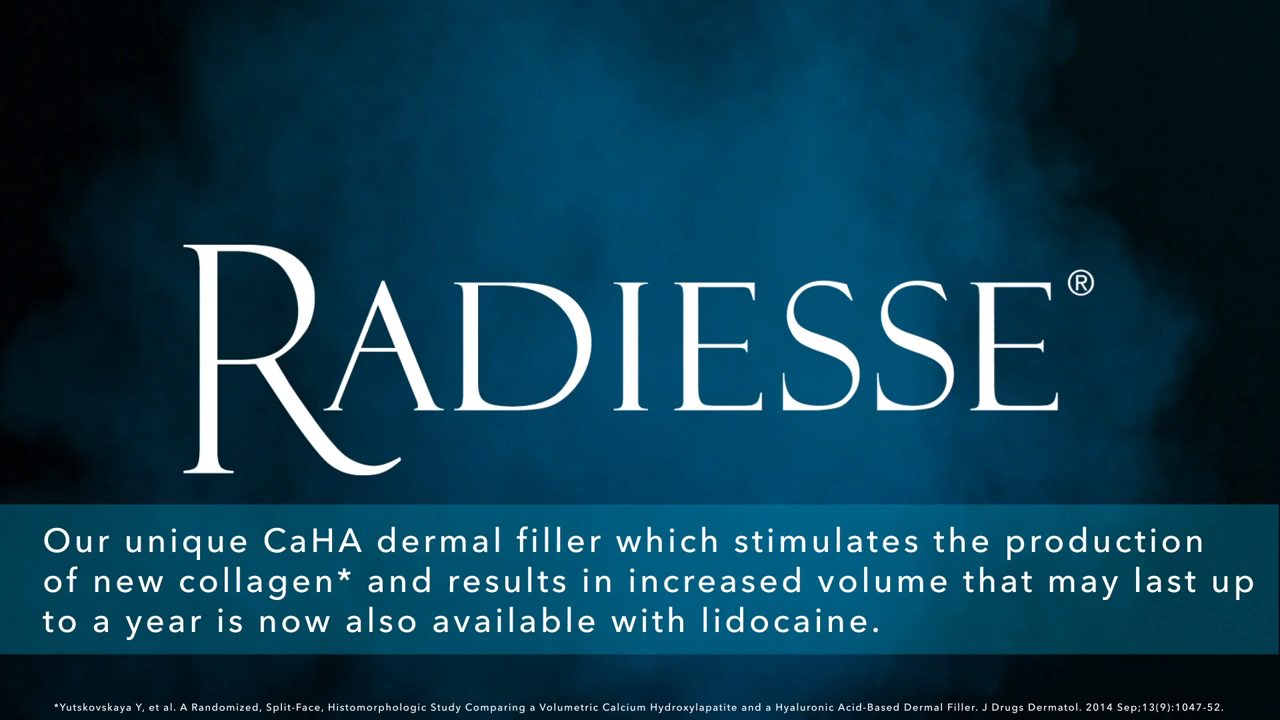 RADIESSE®
Our unique CaHA dermal filler which stimulates the production
of new collagen* and results in increased volume that may last up
to a year is now also available with lidocaine.
*Yutskovskaya Y, et al. A Randomized, Split-Face, Histomorphologic Study Comparing a Volumetric Calcium Hydroxylapatite and a Hyaluronic Acid-Based Dermal Filler. J Drugs Dermatol. 2014 Sep;13(9):1047-52.